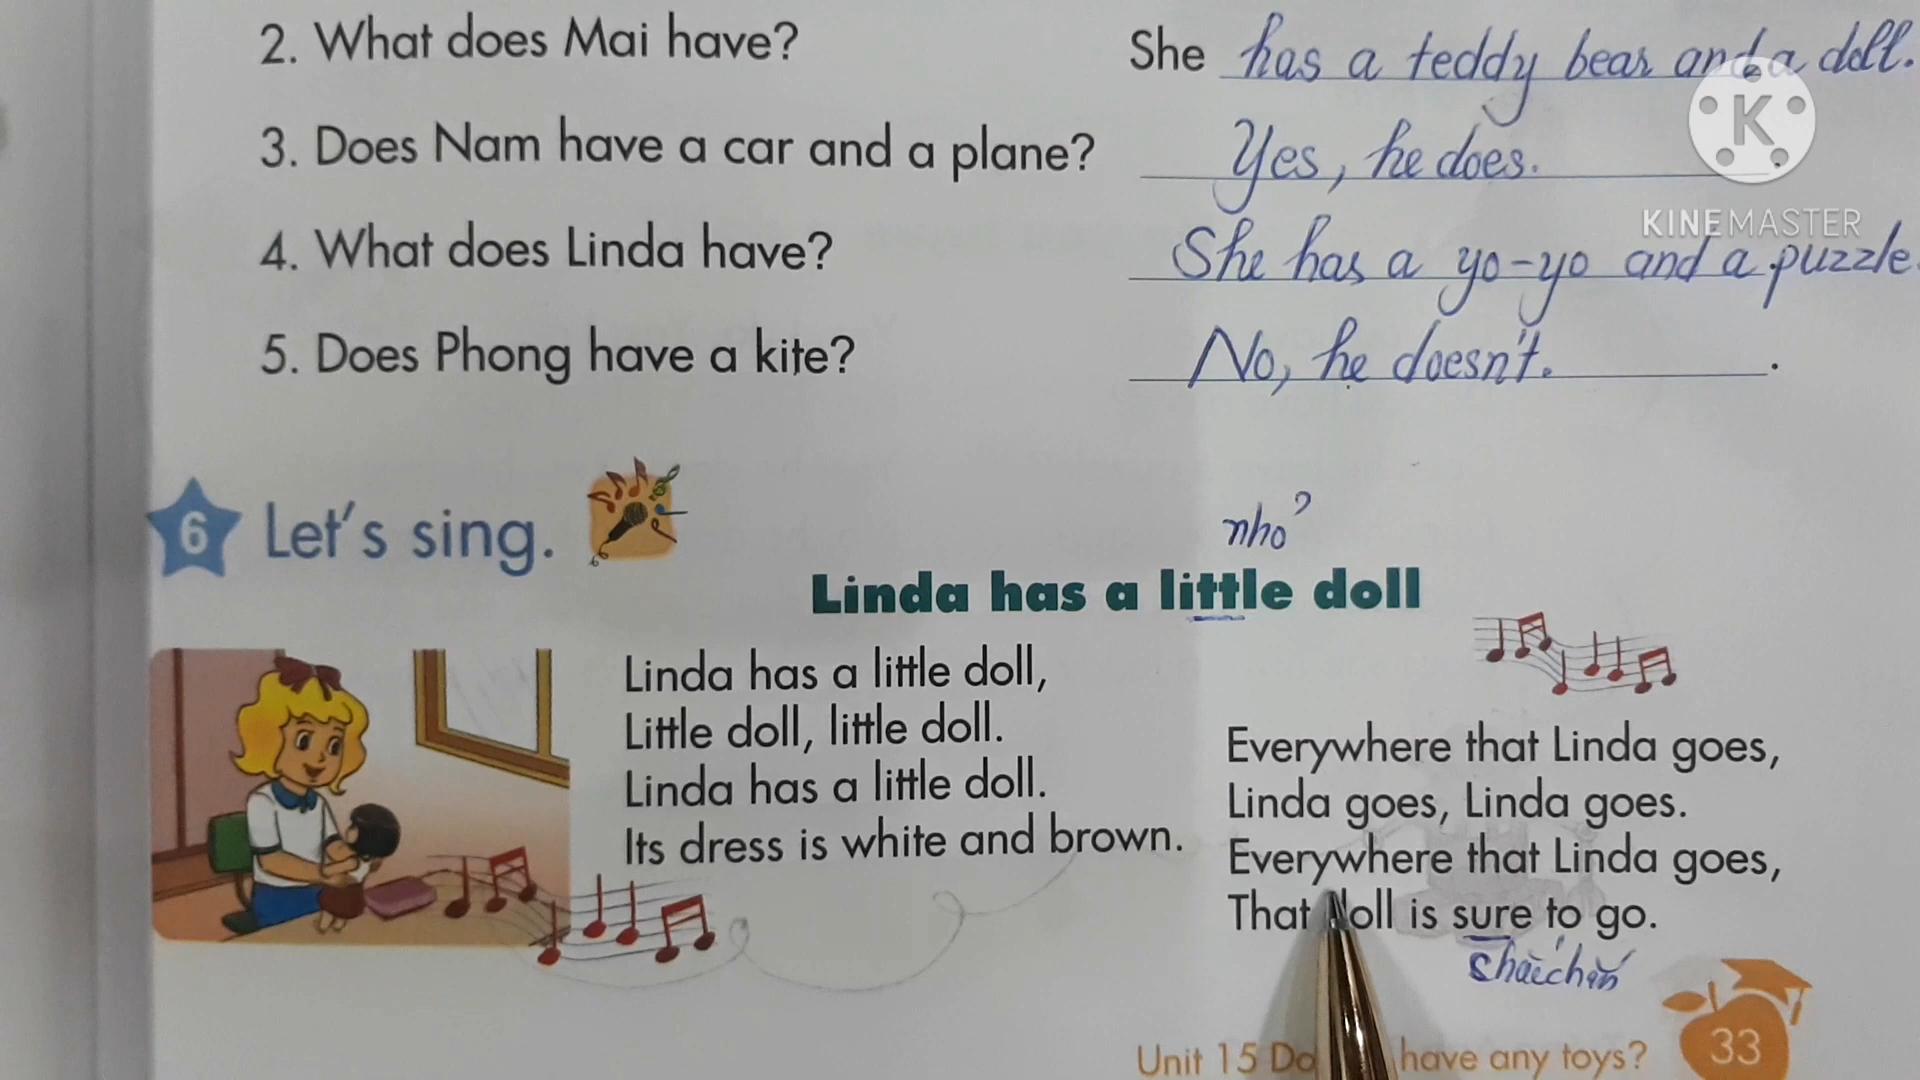 2. What does Mai have? She has a teddy bear and a doll.
3. Does Nam have a car and a plane? Yes, he does.
K
KINEMASTER
4. What does Linda have? She has a yo-yo and a puzzle.
5. Does Phong have a kite? No, he doesn't.
6 Let's sing.
nhỏ
Linda has a little doll
Linda has a little doll,
Little doll, little doll.
Linda has a little doll.
Its dress is white and brown.
Everywhere that Linda goes,
Linda goes, Linda goes.
Everywhere that Linda goes,
That doll is sure to go.
Unit 15 Do have any toys? 33